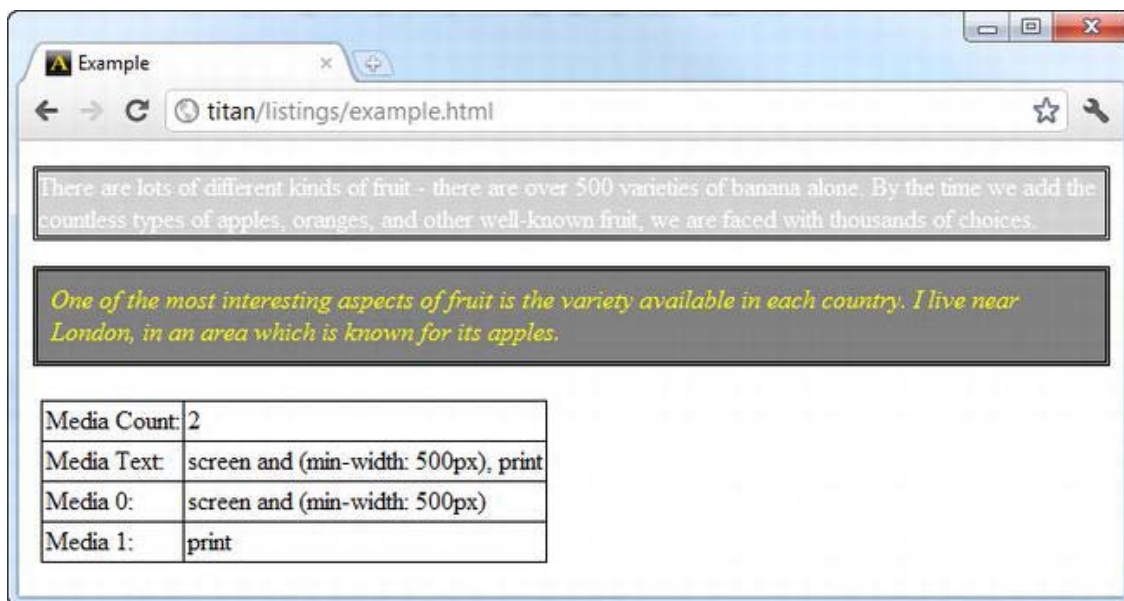 Example
titan/listings/example.html
There are lots of different kinds of fruit - there are over 500 varieties of banana alone. By the time we add the
countless types of apples, oranges, and other well-known fruit, we are faced with thousands of choices.
One of the most interesting aspects of fruit is the variety available in each country. I live near
London, in an area which is known for its apples.
Media Count: 2
Media Text: screen and (min-width: 500px), print
Media 0: screen and (min-width: 500px)
Media 1: print